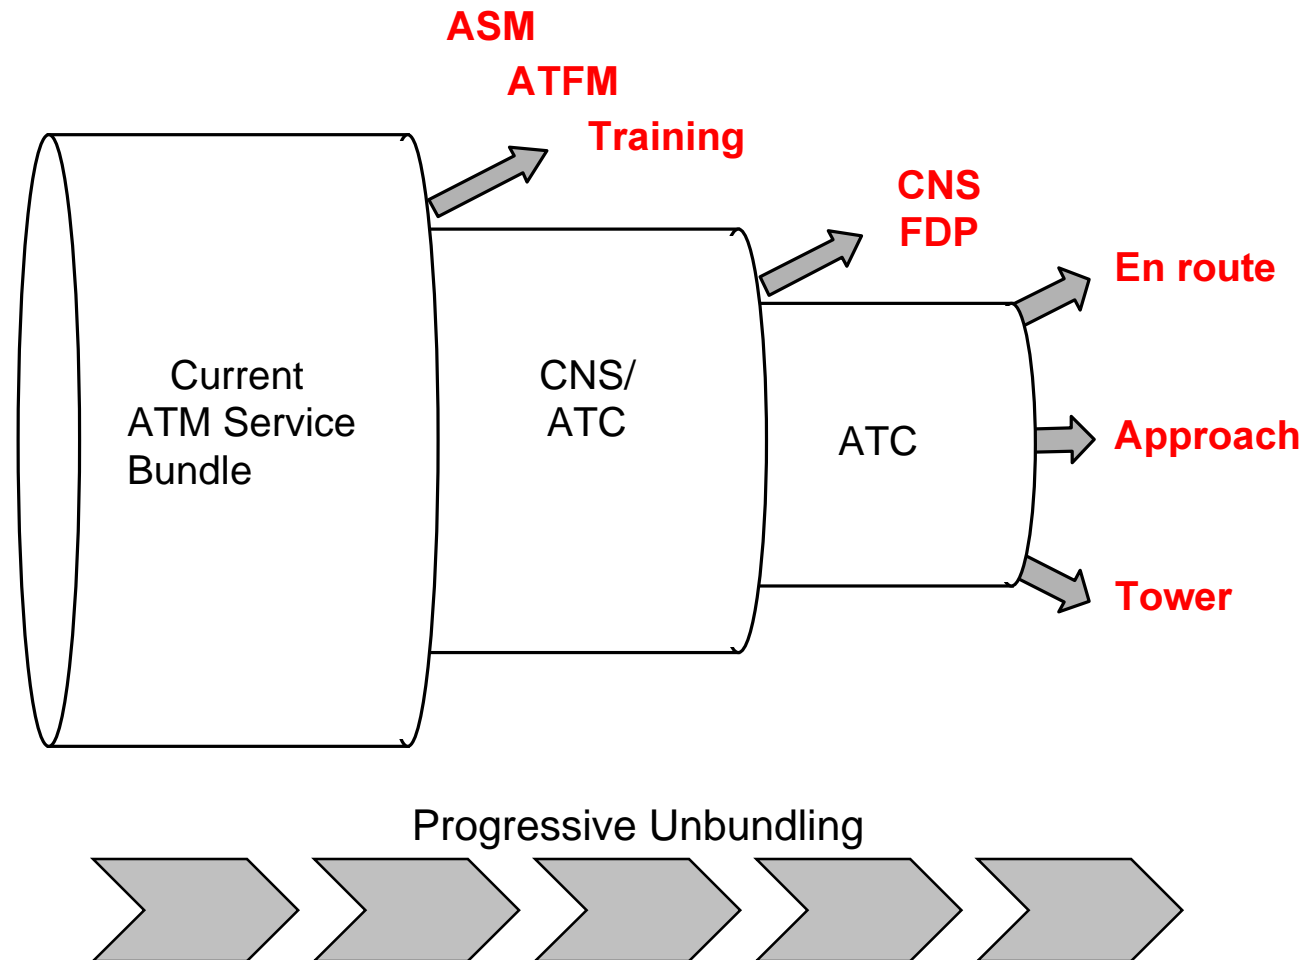 ASM
ATFM
Training
CNS
FDP
En route
Current
ATM Service
Bundle
CNS/
ATC
ATC
Approach
Tower
Progressive Unbundling